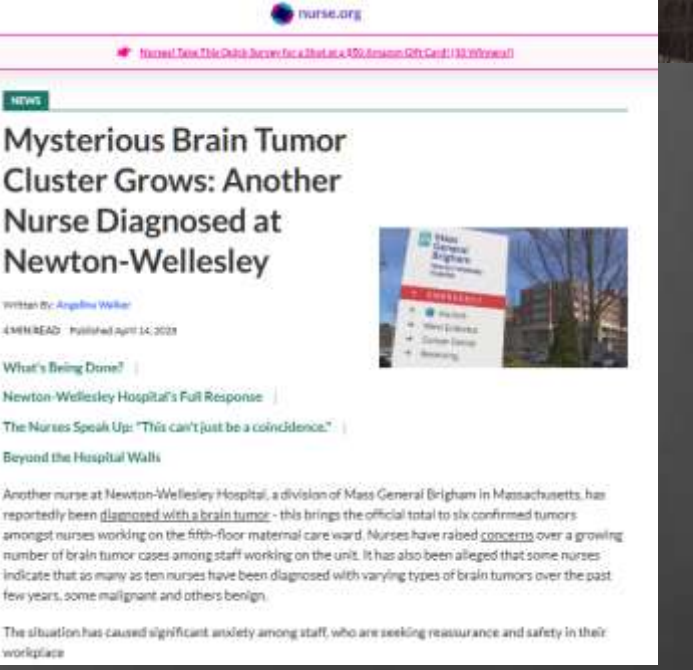 nurse.org
Nurses! Take This Quick Survey for a Shot at a $50 Amazon Gift Card! (10 Winners!)
NEWS
Mysterious Brain Tumor
Cluster Grows: Another
Nurse Diagnosed at
Newton-Wellesley
Mass
General
Brigham
Newton-Wellesley
Hospital
EMERGENCY
Written By: Angelina Walker
4 MIN READ Published April 14, 2025
What's Being Done? |
Newton-Wellesley Hospital's Full Response |
The Nurses Speak Up: "This can't just be a coincidence." |
Beyond the Hospital Walls
Another nurse at Newton-Wellesley Hospital, a division of Mass General Brigham in Massachusetts, has
reportedly been diagnosed with a brain tumor - this brings the official total to six confirmed tumors
amongst nurses working on the fifth-floor maternal care ward. Nurses have raised concerns over a growing
number of brain tumor cases among staff working on the unit. It has also been alleged that some nurses
indicate that as many as ten nurses have been diagnosed with varying types of brain tumors over the past
few years, some malignant and others benign.
The situation has caused significant anxiety among staff, who are seeking reassurance and safety in their
workplace